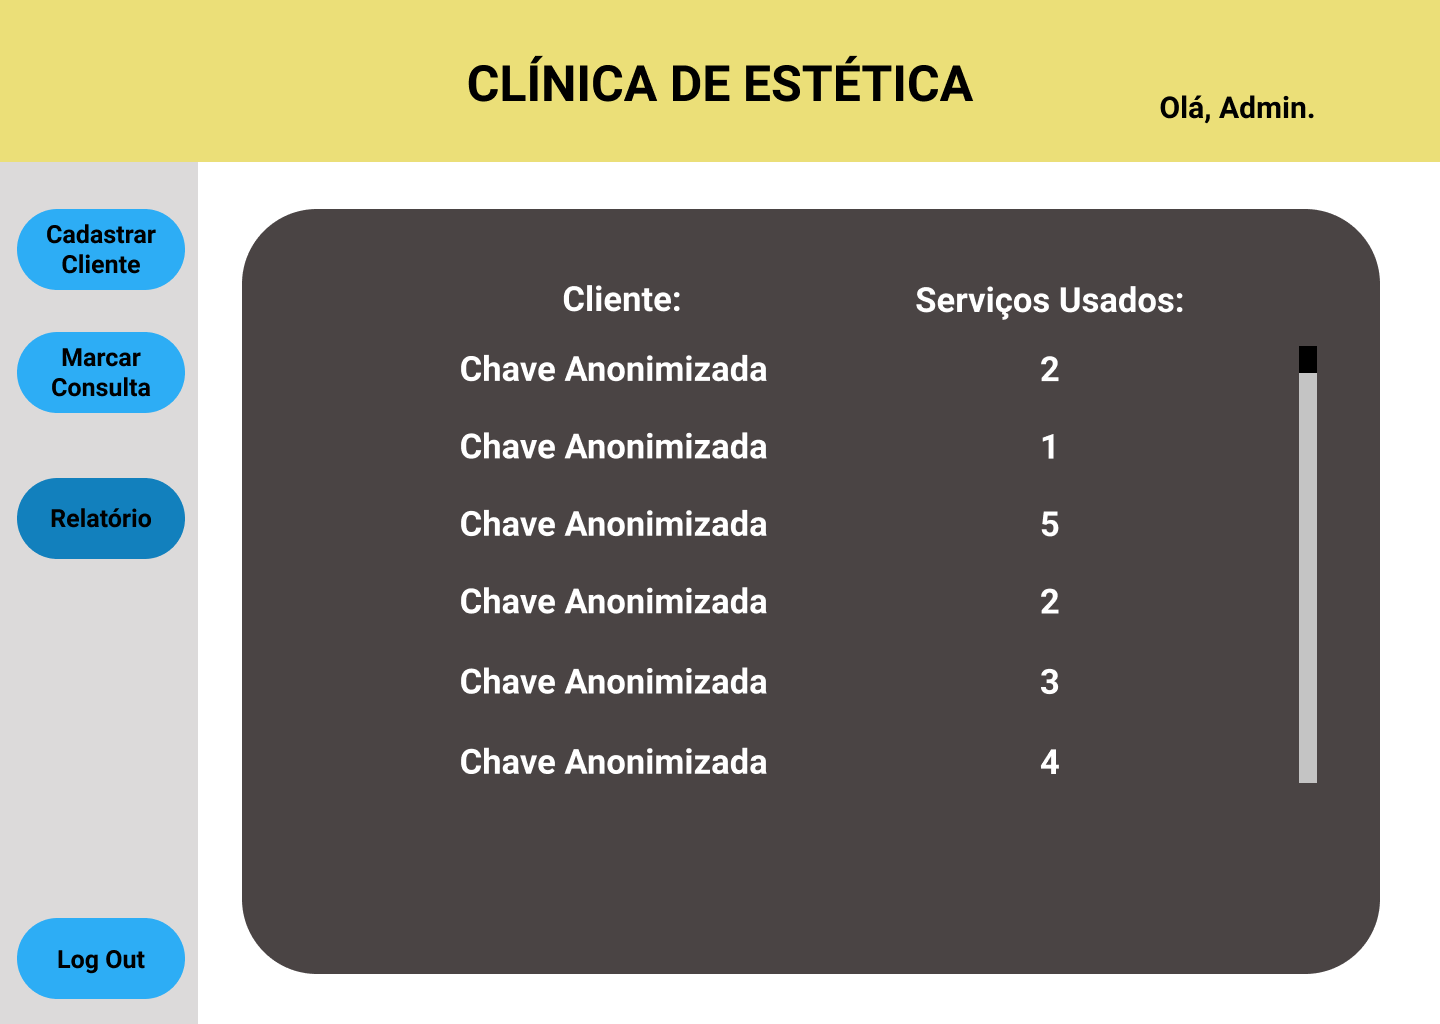 CLÍNICA DE ESTÉTICA
Olá, Admin.
Cadastrar
Cliente
Marcar
Consulta
Relatório
Log Out
Cliente: Serviços Usados:
Chave Anonimizada 2
Chave Anonimizada 1
Chave Anonimizada 5
Chave Anonimizada 2
Chave Anonimizada 3
Chave Anonimizada 4